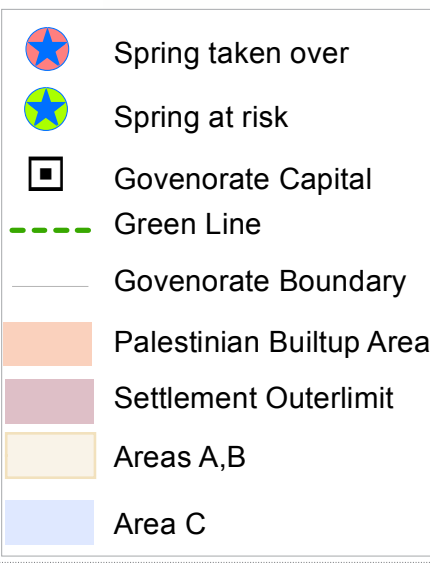 Spring taken over
Spring at risk
Govenorate Capital
Green Line
Govenorate Boundary
Palestinian Builtup Area
Settlement Outerlimit
Areas A,B
Area C